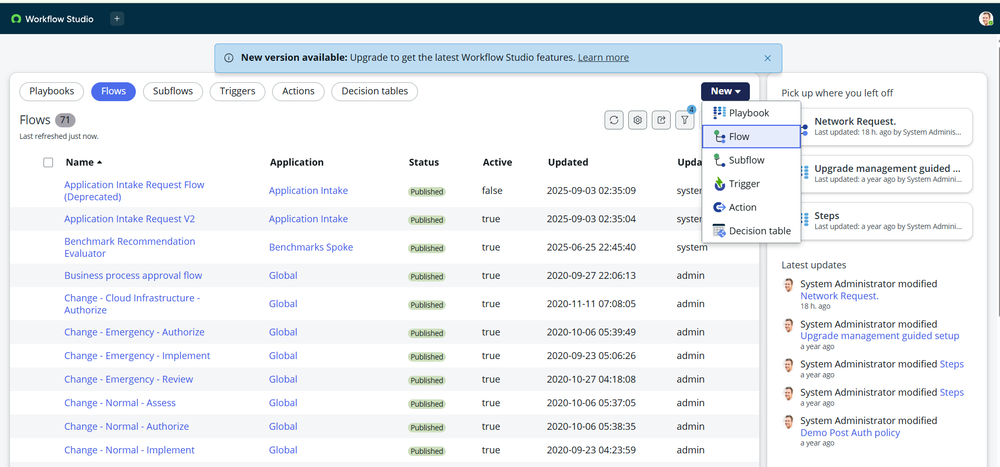 Workflow Studio
+
New version available: Upgrade to get the latest Workflow Studio features. Learn more
Playbooks
Flows
Subflows
Triggers
Actions
Decision tables
New
Flows 71
Last refreshed just now.
4
Playbook
Flow
Subflow
Trigger
Action
Decision table
Name Application Status Active Updated Upda
Application Intake Request Flow
(Deprecated)
Application Intake Published false 2025-09-03 02:35:09 system
Application Intake Request V2 Application Intake Published true 2025-09-03 02:35:04 system
Benchmark Recommendation
Evaluator
Benchmarks Spoke Published true 2025-06-25 22:45:40 system
Business process approval flow Global Published true 2020-09-27 22:06:13 admin
Change - Cloud Infrastructure -
Authorize
Global Published true 2020-11-11 07:08:05 admin
Change - Emergency - Authorize Global Published true 2020-10-06 05:39:49 admin
Change - Emergency - Implement Global Published true 2020-09-23 05:06:26 admin
Change - Emergency - Review Global Published true 2020-10-27 04:18:08 admin
Change - Normal - Assess Global Published true 2020-10-06 05:37:05 admin
Change - Normal - Authorize Global Published true 2020-10-06 05:38:35 admin
Change - Normal - Implement Global Published true 2020-09-23 04:23:59 admin
Pick up where you left off
Network Request.
Last updated: 18 h. ago by System Adminis...
Upgrade management guided ...
Last updated: a year ago by System Admini...
Steps
Last updated: a year ago by System Admini...
Latest updates
System Administrator modified
Network Request.
18 h. ago
System Administrator modified
Upgrade management guided setup
a year ago
System Administrator modified Steps
a year ago
System Administrator modified Steps
a year ago
System Administrator modified
Demo Post Auth policy
a year ago